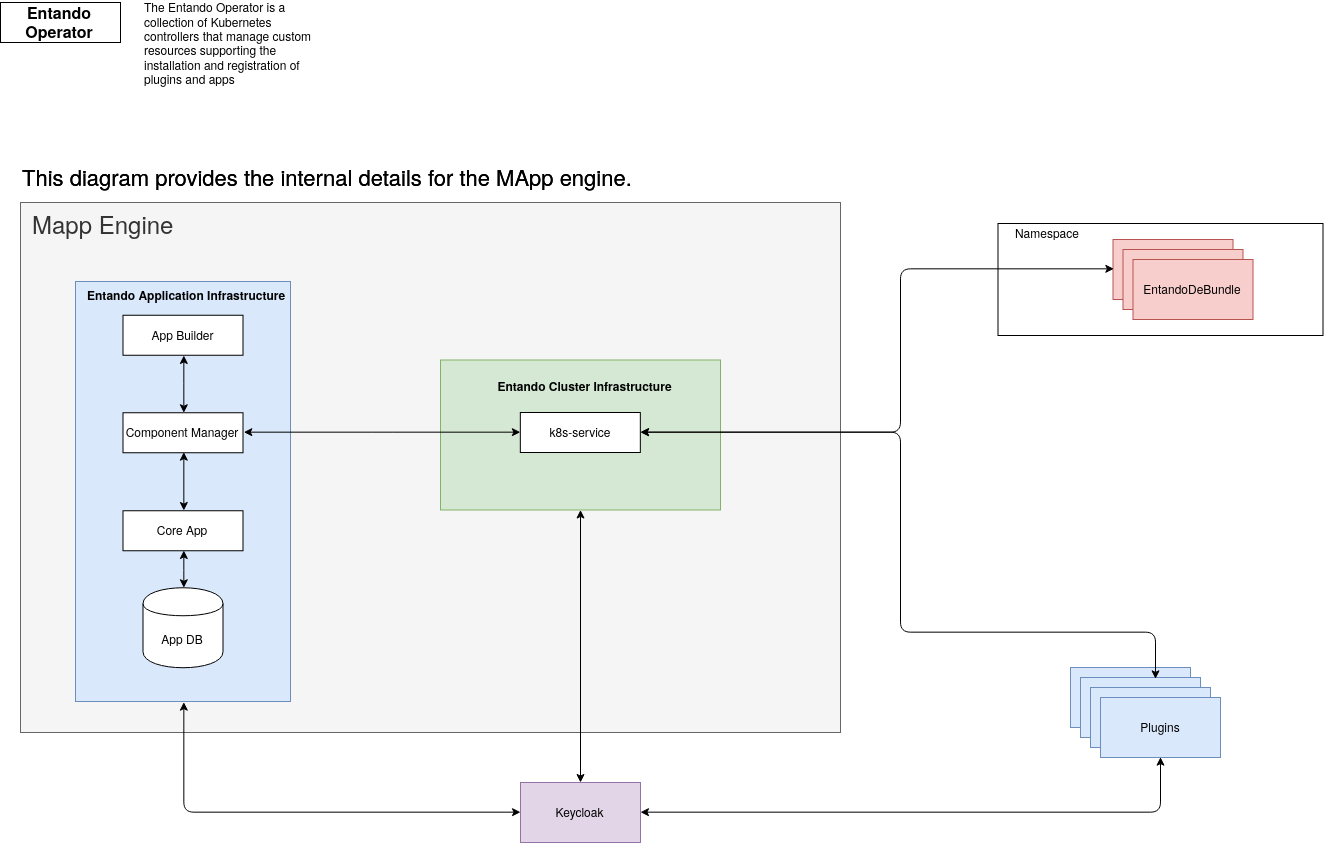 Entando
Operator
The Entando Operator is a
collection of Kubernetes
controllers that manage custom
resources supporting the
installation and registration of
plugins and apps
This diagram provides the internal details for the MApp engine.
Mapp Engine
Namespace
EntandoDeBundle
Entando Application Infrastructure
App Builder
Entando Cluster Infrastructure
Component Manager
k8s-service
Core App
App DB
Plugins
Keycloak